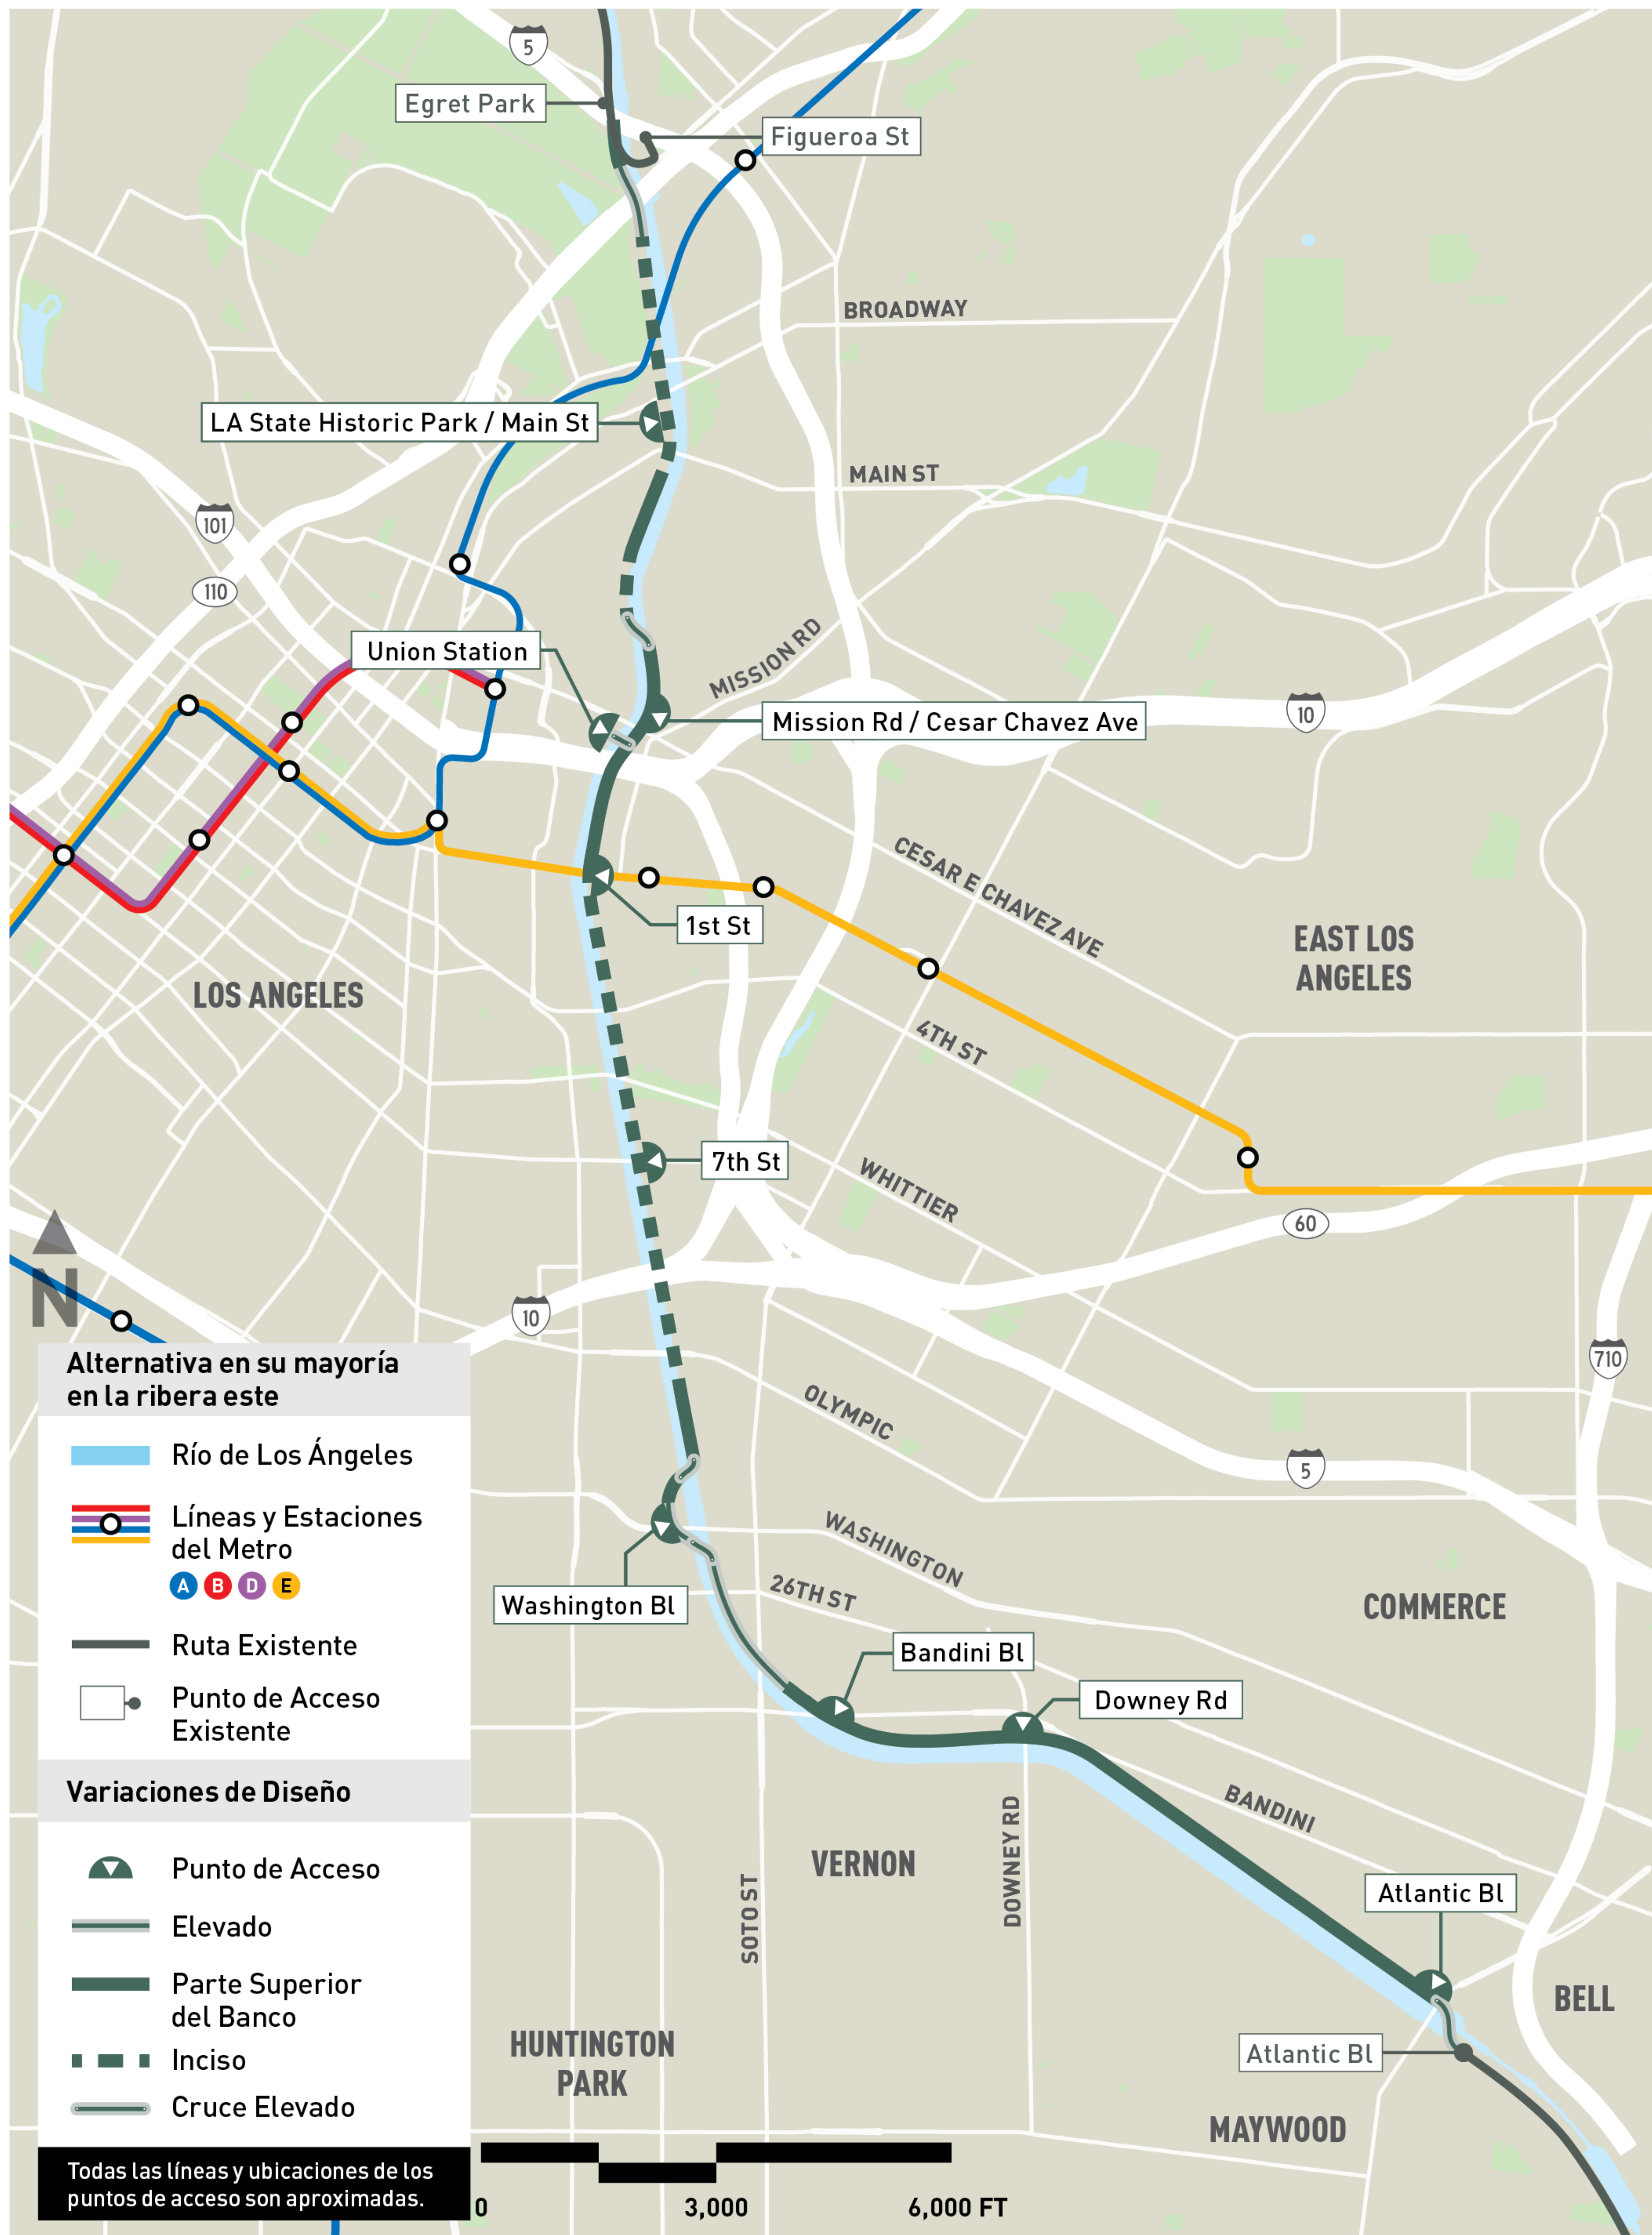 5
Egret Park
Figueroa St
BROADWAY
LA State Historic Park / Main St
MAIN ST
101
110
Union Station
MISSION RD
10
Mission Rd / Cesar Chavez Ave
CESAR E CHAVEZ AVE
1st St
EAST LOS
ANGELES
LOS ANGELES
4TH ST
7th St
WHITTIER
60
N
10
710
Alternativa en su mayoría
en la ribera este
OLYMPIC
Río de Los Ángeles
5
Líneas y Estaciones
del Metro
A B D E
WASHINGTON
26TH ST
Washington Bl
COMMERCE
Ruta Existente
Bandini Bl
Punto de Acceso
Existente
Downey Rd
Variaciones de Diseño
BANDINI
Punto de Acceso
VERNON
DOWNEY RD
SOTO ST
Atlantic Bl
Elevado
Parte Superior
del Banco
BELL
HUNTINGTON
PARK
Atlantic Bl
Inciso
Cruce Elevado
MAYWOOD
Todas las líneas y ubicaciones de los
puntos de acceso son aproximadas.
0 3,000 6,000 FT